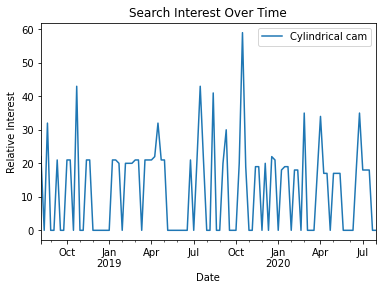 Search Interest Over Time
Cylindrical cam
Relative Interest
60
50
40
30
20
10
0
Oct Jan Apr Jul Oct Jan Apr Jul
2019 2020
Date